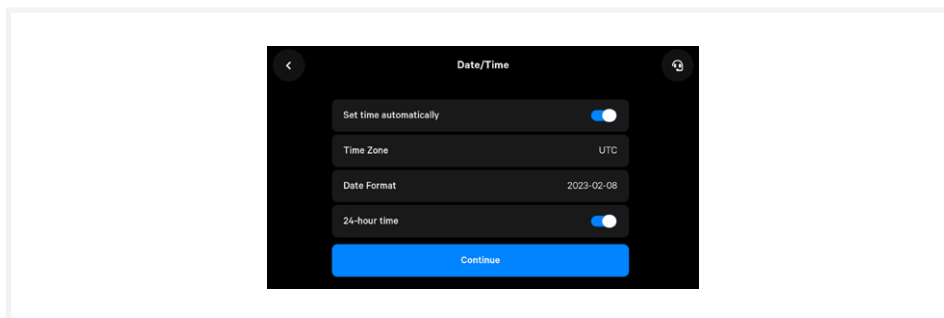 Date/Time
Set time automatically
Time Zone UTC
Date Format 2023-02-08
24-hour time
Continue